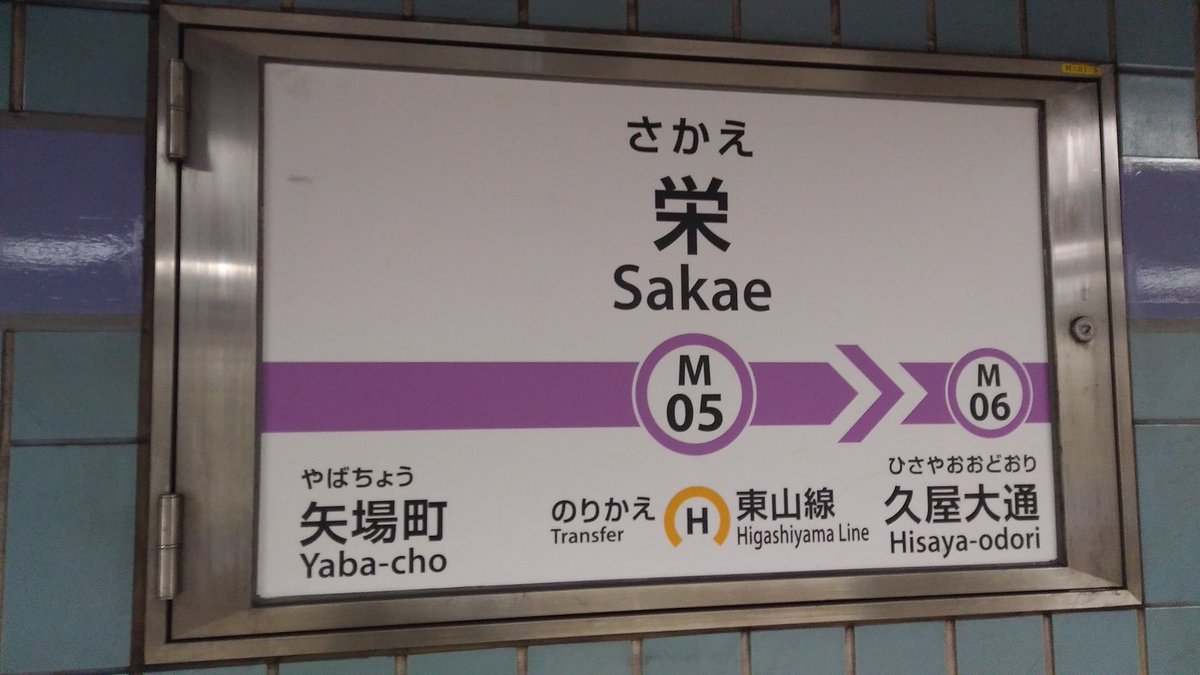 さかえ
栄
Sakae
M
05
M
06
やばちょう
矢場町
Yaba-cho
のりかえ
Transfer
H
東山線
Higashiyama Line
ひさやおおどおり
久屋大通
Hisaya-odori